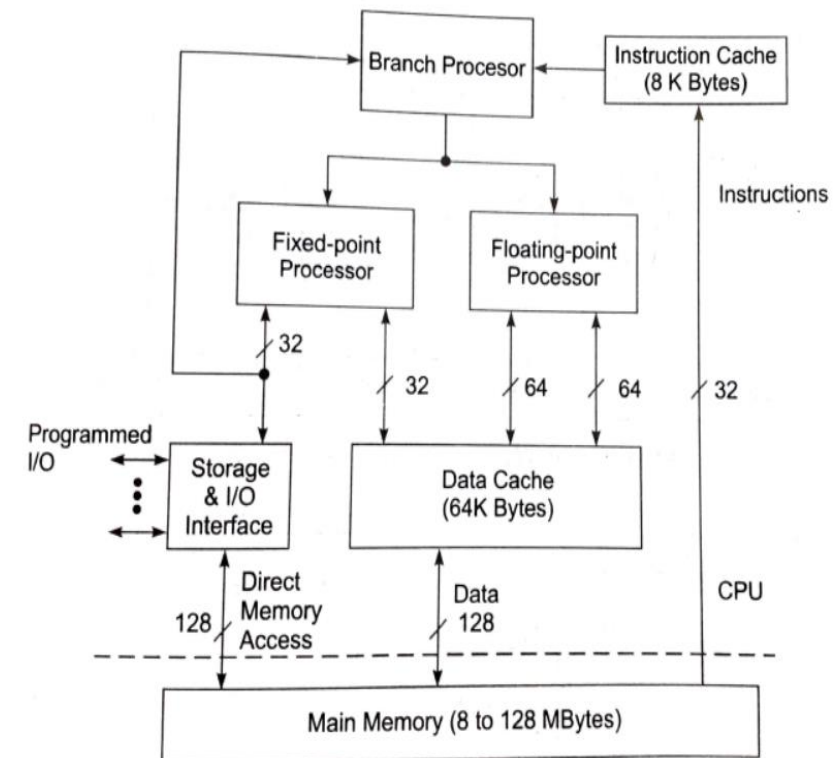 Branch Procesor
Instruction Cache
(8 K Bytes)
Instructions
Fixed-point
Processor
Floating-point
Processor
32
32
64
64
32
Programmed
I/O
Storage
& I/O
Interface
Data Cache
(64K Bytes)
Direct
Memory
Access
128
Data
128
CPU
Main Memory (8 to 128 MBytes)